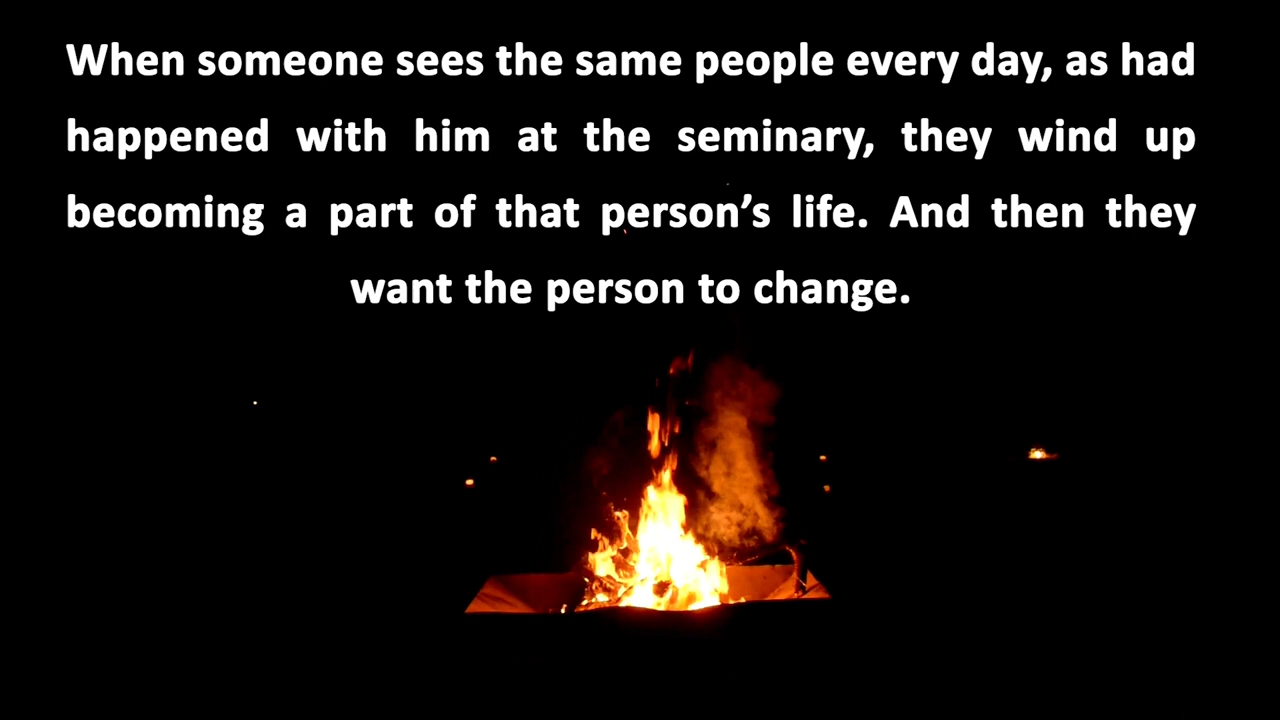 When someone sees the same people every day, as had
happened with him at the seminary, they wind up
becoming a part of that person’s life. And then they
want the person to change.